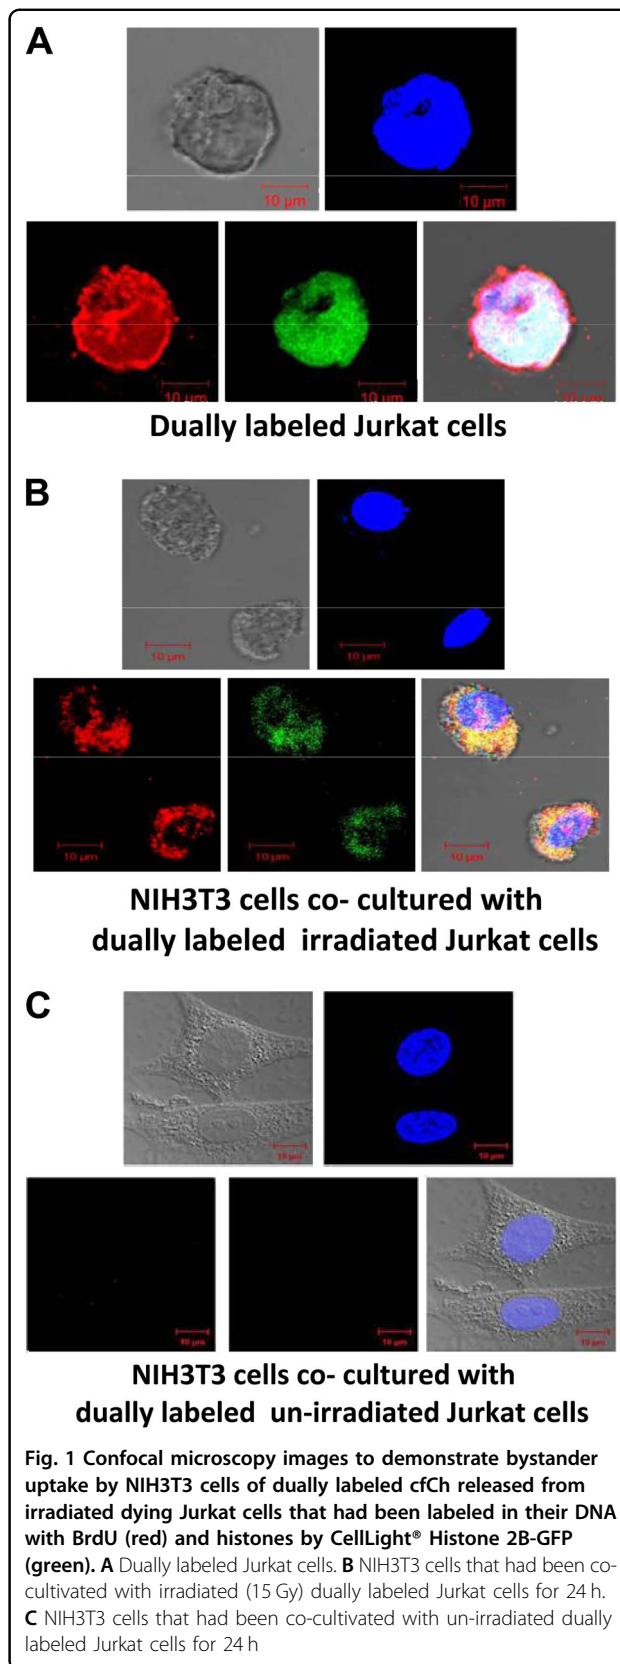 A
10 µm
10 µm
10 µm
10 µm
10 µm
Dually labeled Jurkat cells
B
10 µm
10 µm
10 µm
10 µm
10 µm
NIH3T3 cells co- cultured with
dually labeled irradiated Jurkat cells
C
10 µm
10 µm
10 µm
10 µm
10 µm
NIH3T3 cells co- cultured with
dually labeled un-irradiated Jurkat cells
Fig. 1 Confocal microscopy images to demonstrate bystander
uptake by NIH3T3 cells of dually labeled cfCh released from
irradiated dying Jurkat cells that had been labeled in their DNA
with BrdU (red) and histones by CellLight® Histone 2B-GFP
(green). A Dually labeled Jurkat cells. B NIH3T3 cells that had been co-
cultivated with irradiated (15 Gy) dually labeled Jurkat cells for 24 h.
C NIH3T3 cells that had been co-cultivated with un-irradiated dually
labeled Jurkat cells for 24 h